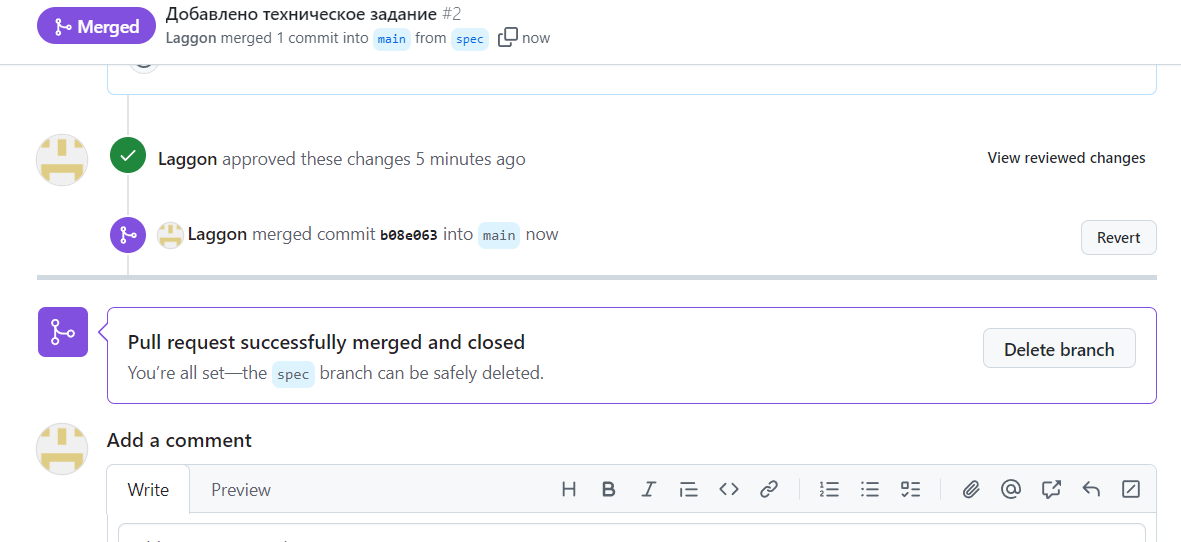 Merged
Добавлено техническое задание #2
Laggon merged 1 commit into main from spec now
Laggon approved these changes 5 minutes ago
View reviewed changes
Laggon merged commit b08e063 into main now
Revert
Pull request successfully merged and closed
You're all set—the spec branch can be safely deleted.
Delete branch
Add a comment
Write
Preview